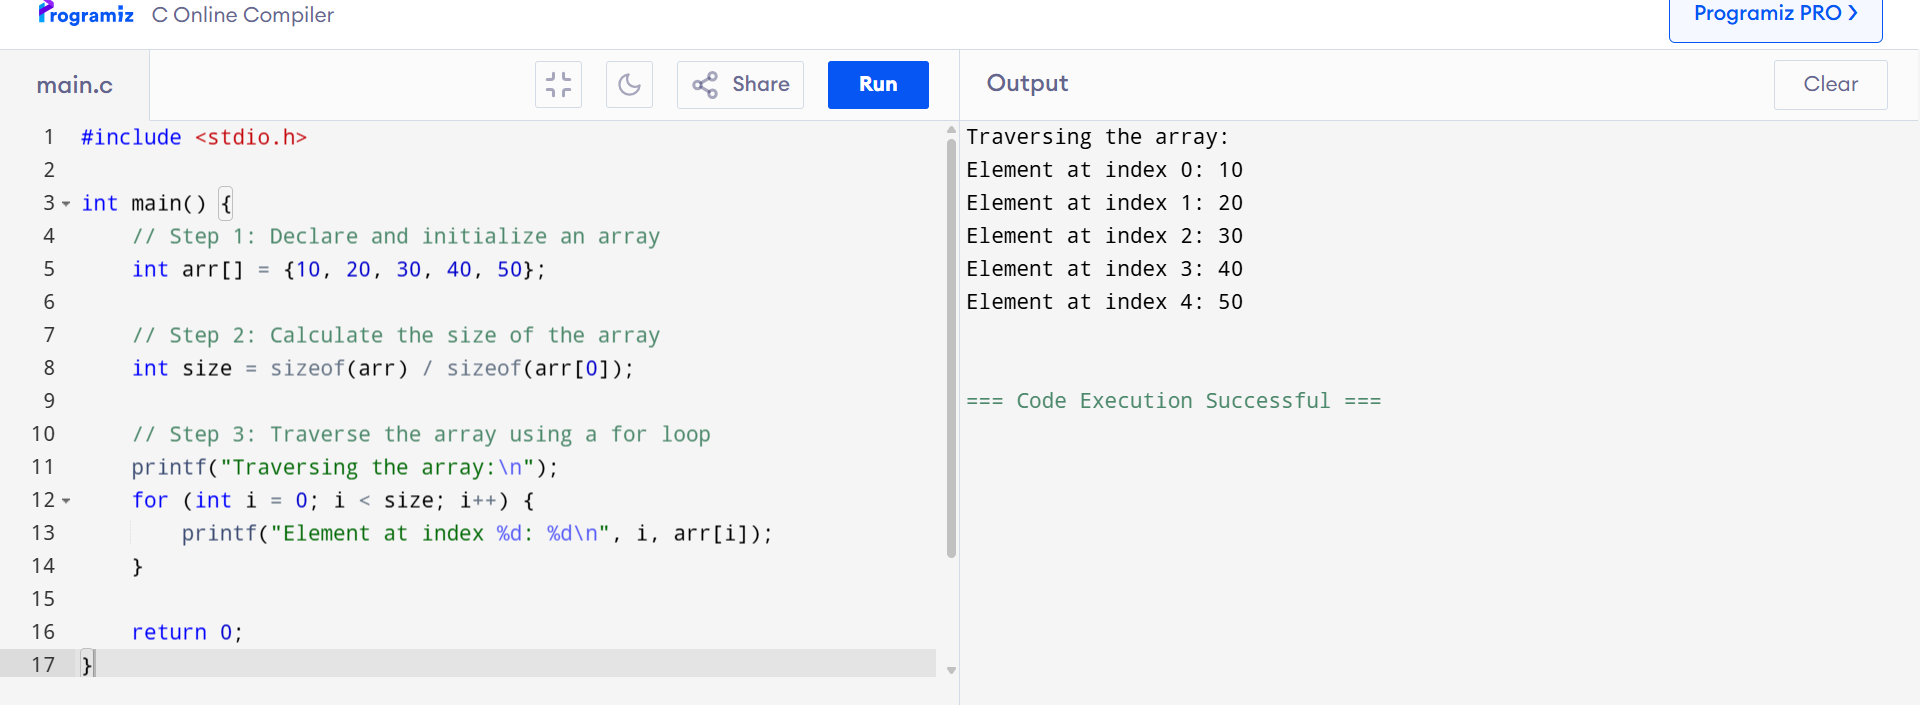 Programiz C Online Compiler
Programiz PRO
main.c
Share
Run
Output
Clear
1 #include <stdio.h>
2
3 int main() {
4     // Step 1: Declare and initialize an array
5     int arr[] = {10, 20, 30, 40, 50};
6
7     // Step 2: Calculate the size of the array
8     int size = sizeof(arr) / sizeof(arr[0]);
9
10     // Step 3: Traverse the array using a for loop
11     printf("Traversing the array:\n");
12     for (int i = 0; i < size; i++) {
13         printf("Element at index %d: %d\n", i, arr[i]);
14     }
15
16     return 0;
17 }
Traversing the array:
Element at index 0: 10
Element at index 1: 20
Element at index 2: 30
Element at index 3: 40
Element at index 4: 50
=== Code Execution Successful ===